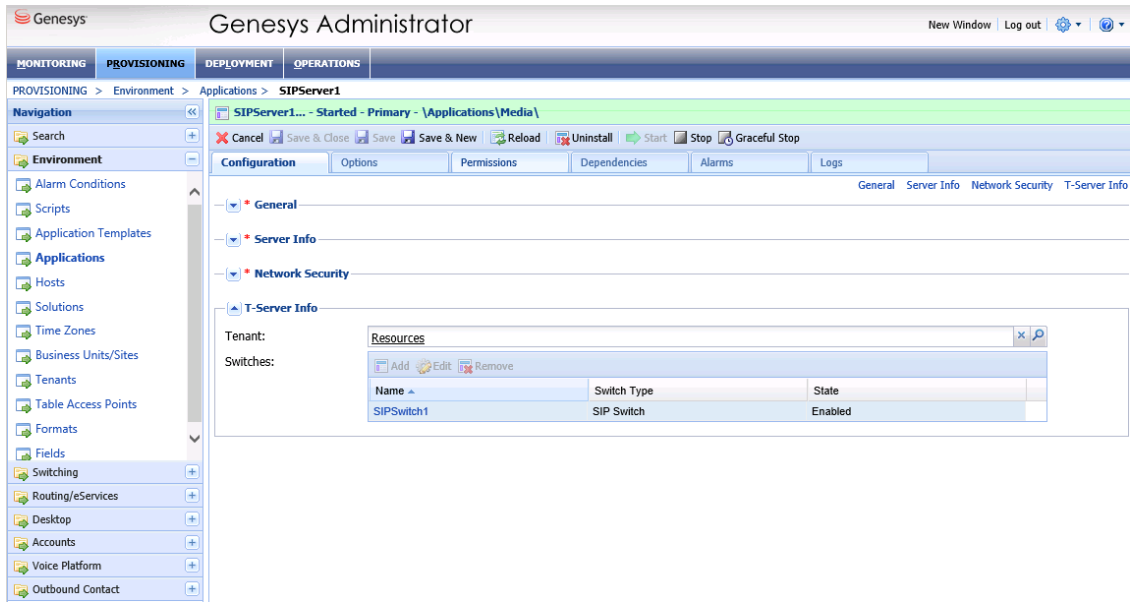 Genesys
Genesys Administrator
New Window Log out
MONITORING PROVISIONING DEPLOYMENT OPERATIONS
PROVISIONING > Environment > Applications > SIPServer1
Navigation
SIPServer1... - Started - Primary - \Applications\Media\
Search
Cancel Save & Close Save Save & New Reload Uninstall Start Stop Graceful Stop
Environment
Configuration Options Permissions Dependencies Alarms Logs
Alarm Conditions
General Server Info Network Security T-Server Info
Scripts
* General
Application Templates
* Server Info
Applications
* Network Security
Hosts
Solutions
T-Server Info
Time Zones
Tenant: Resources
Business Units/Sites
Switches: Add Edit Remove
Tenants
Name Switch Type State
Table Access Points
SIPSwitch1 SIP Switch Enabled
Formats
Fields
Switching
Routing/eServices
Desktop
Accounts
Voice Platform
Outbound Contact